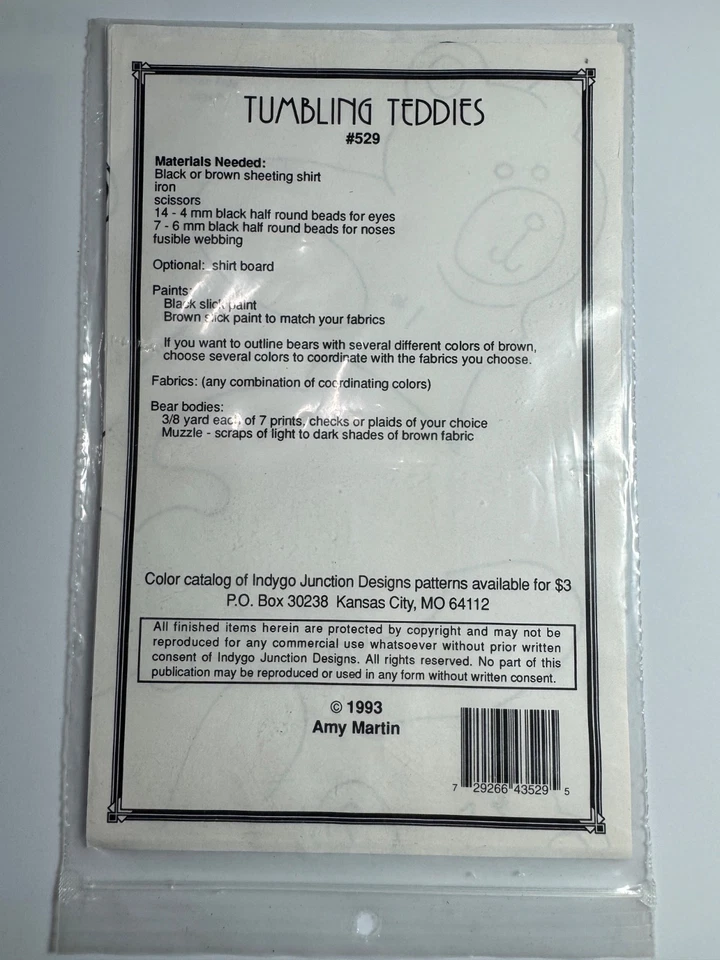 TUMBLING TEDDIES
#529
Materials Needed:
Black or brown sheeting shirt
iron
scissors
14 - 4 mm black half round beads for eyes
7 - 6 mm black half round beads for noses
fusible webbing
Optional: shirt board
Paints:
Black slick paint
Brown slick paint to match your fabrics
If you want to outline bears with several different colors of brown,
choose several colors to coordinate with the fabrics you choose.
Fabrics: (any combination of coordinating colors)
Bear bodies:
3/8 yard each of 7 prints, checks or plaids of your choice
Muzzle - scraps of light to dark shades of brown fabric
Color catalog of Indygo Junction Designs patterns available for $3
P.O. Box 30238 Kansas City, MO 64112
All finished items herein are protected by copyright and may not be
reproduced for any commercial use whatsoever without prior written
consent of Indygo Junction Designs. All rights reserved. No part of this
publication may be reproduced or used in any form without written consent.
© 1993
Amy Martin
7 29266 43529 5